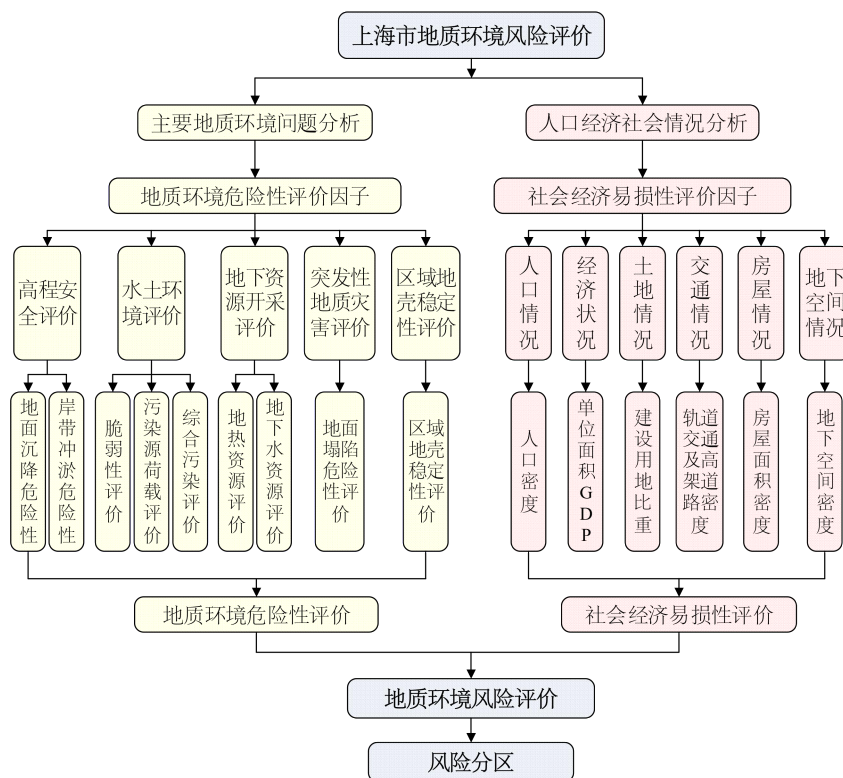 上海市地质环境风险评价
主要地质环境问题分析
人口经济社会情况分析
地质环境危险性评价因子
社会经济易损性评价因子
高程安
全评价
水土环
境评价
地下资
源开采
评价
突发性
地质灾
害评价
区域地
壳稳定
性评价
人口情况
经济状况
土地情况
交通情况
房屋情况
地下
空间
情况
地面沉降危险性
岸带冲淤危险性
脆弱性评价
污染源荷载评价
综合污染评价
地热资源评价
地下水资源评价
地面
塌陷
危险
性评
价
区域
地壳
稳定
性评
价
人口密度
单位面积GDP
建设用地比重
轨道
交通
及高
架道
路密
度
房屋面积密度
地下空间密度
地质环境危险性评价
社会经济易损性评价
地质环境风险评价
风险分区